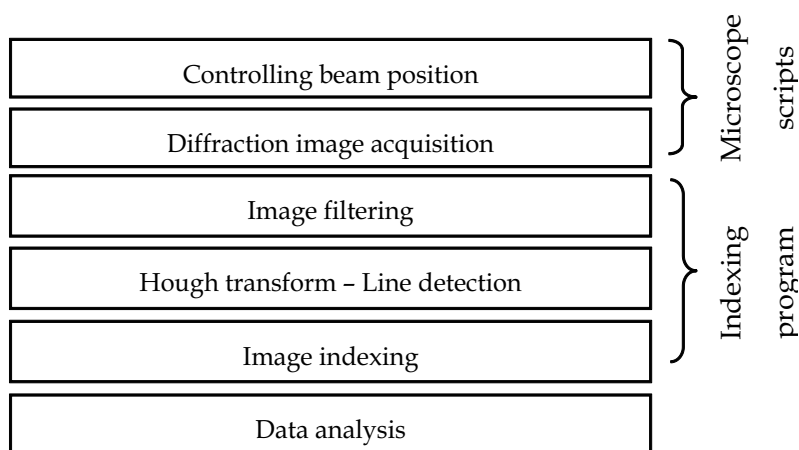 Controlling beam position
Diffraction image acquisition
Image filtering
Hough transform – Line detection
Image indexing
Data analysis
Microscope
scripts
Indexing
program